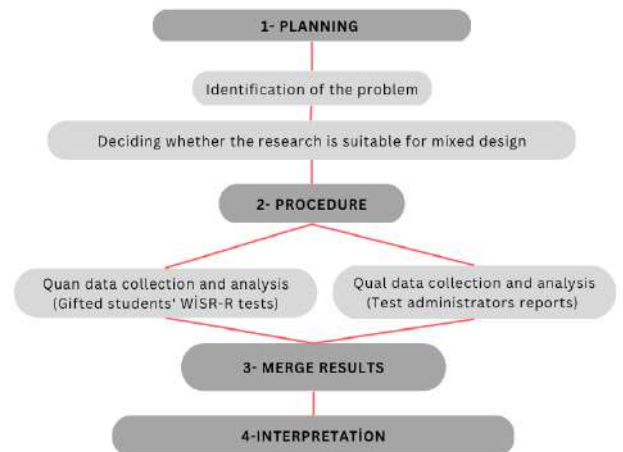 1- PLANNING
Identification of the problem
Deciding whether the research is suitable for mixed design
2- PROCEDURE
Quan data collection and analysis
(Gifted students' WİSR-R tests)
Qual data collection and analysis
(Test administrators reports)
3- MERGE RESULTS
4-INTERPRETATİON